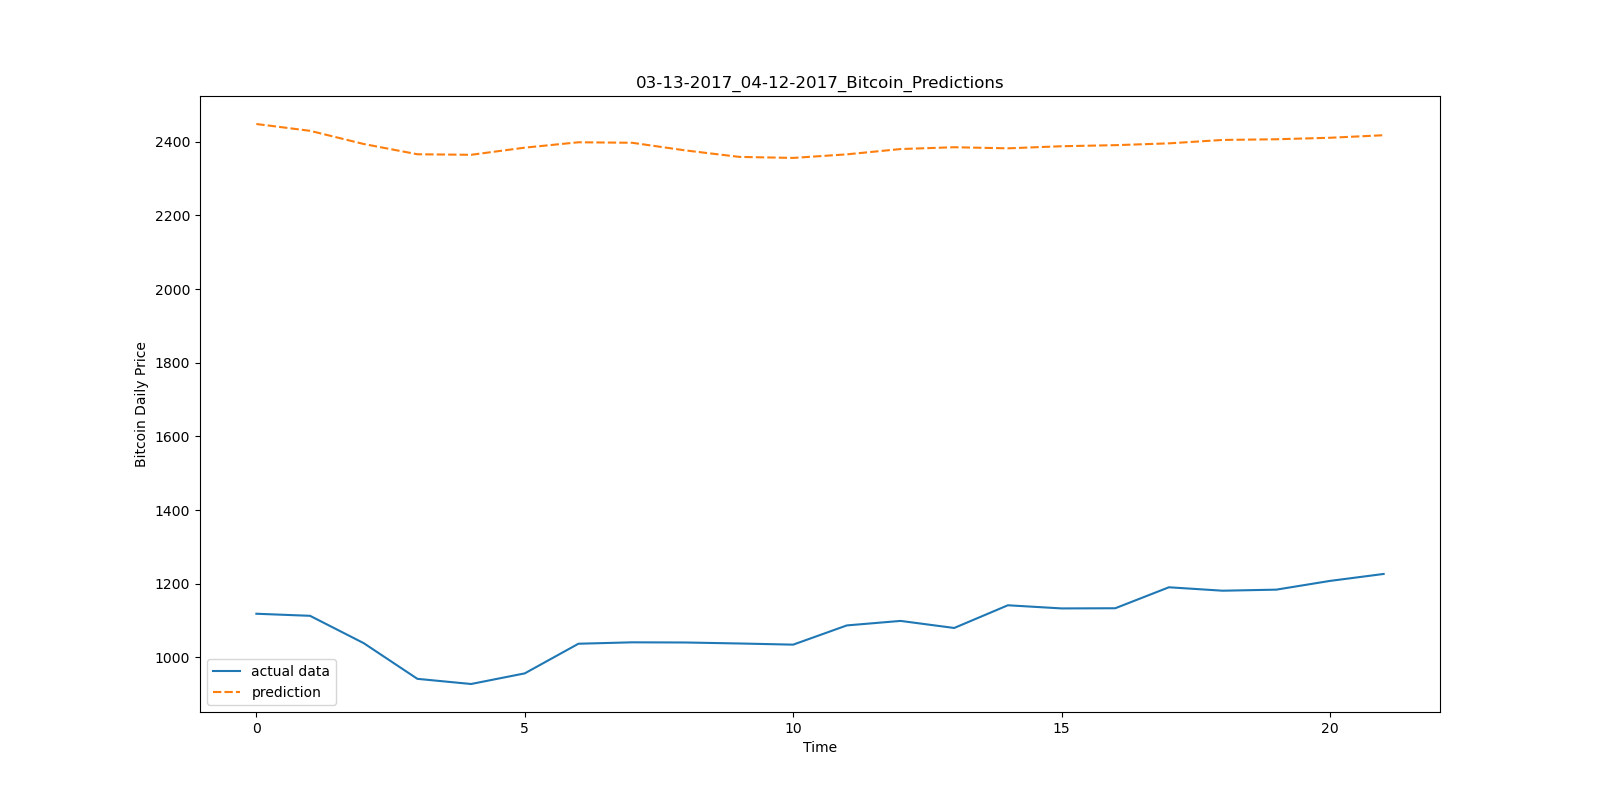 03-13-2017_04-12-2017_Bitcoin_Predictions
2400
2200
2000
1800
1600
1400
1200
1000
Bitcoin Daily Price
actual data
prediction
0 5 10 15 20
Time